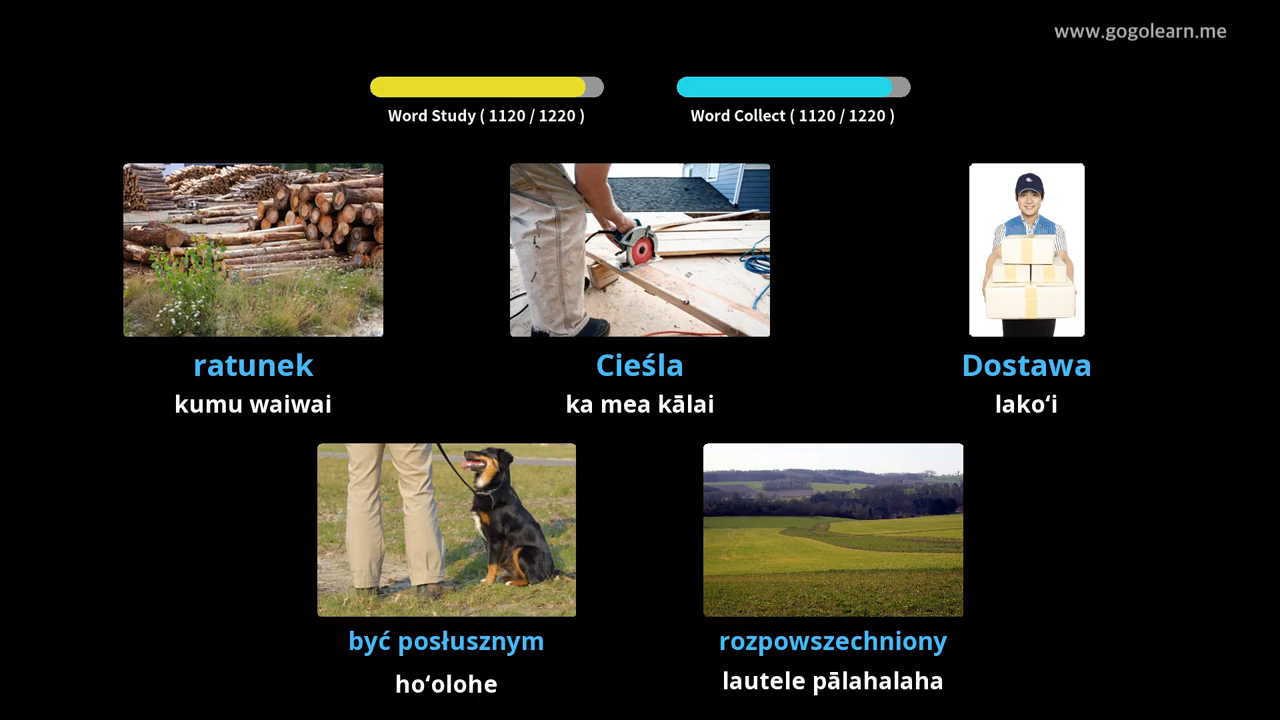 www.gogolearn.me
Word Study ( 1120 / 1220 )
Word Collect ( 1120 / 1220 )
ratunek
kumu waiwai
Cieśla
ka mea kālai
Dostawa
lakoʻi
być posłusznym
hoʻolohe
rozpowszechniony
lautele pālahalaha